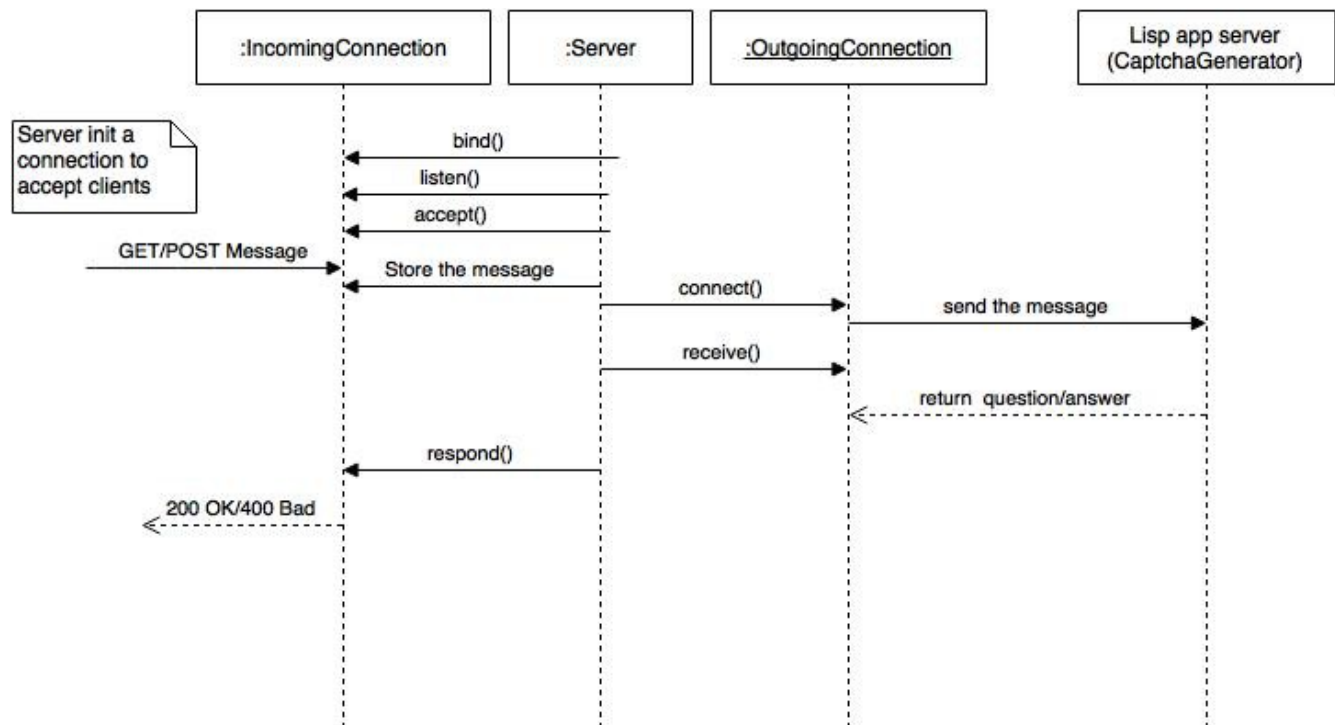 :IncomingConnection
:Server
:OutgoingConnection
Lisp app server
(CaptchaGenerator)
Server init a
connection to
accept clients
bind()
listen()
accept()
GET/POST Message
Store the message
connect()
send the message
receive()
return question/answer
respond()
200 OK/400 Bad